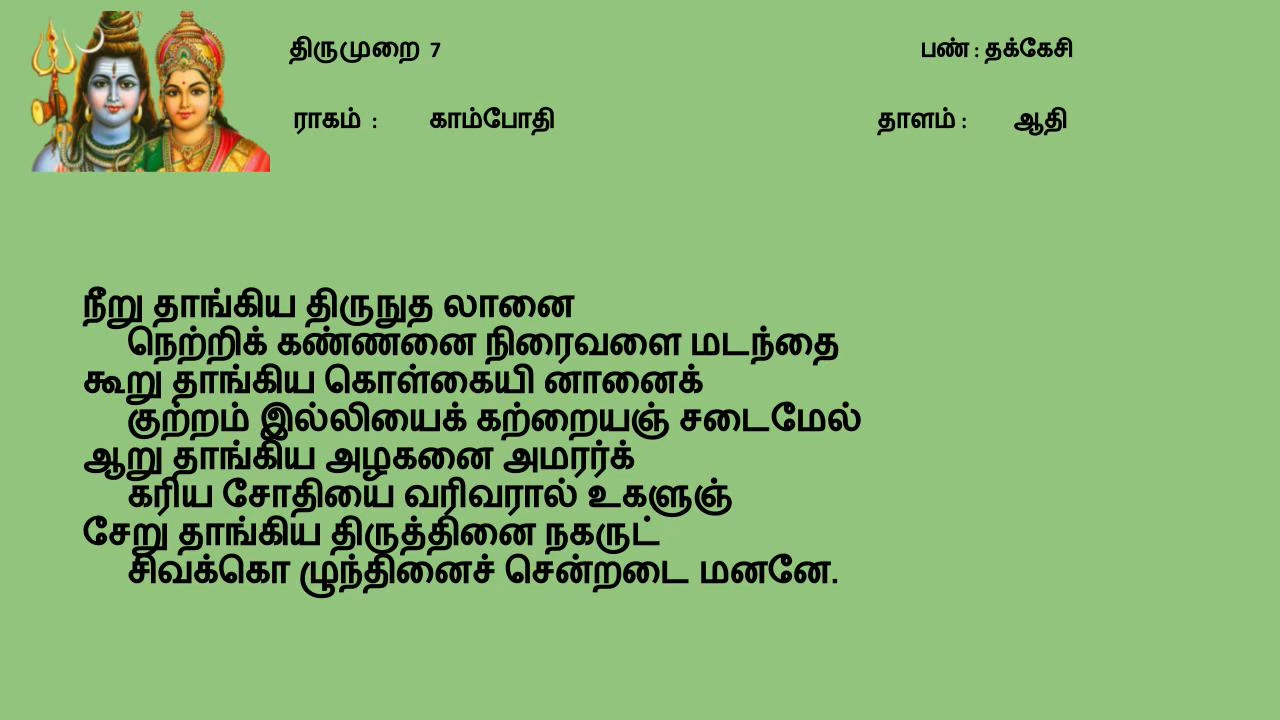 திருமுறை 7 பண் : தக்கேசி
ராகம் : காம்போதி தாளம் : ஆதி
நீறு தாங்கிய திருநுத லானை
நெற்றிக் கண்ணனை நிரைவளை மடந்தை
கூறு தாங்கிய கொள்கையி னானைக்
குற்றம் இல்லியைக் கற்றையஞ் சடைமேல்
ஆறு தாங்கிய அழகனை அமரர்க்
கரிய சோதியை வரிவரால் உகளுஞ்
சேறு தாங்கிய திருத்தினை நகருட்
சிவக்கொ ழுந்தினைச் சென்றடை மனனே.